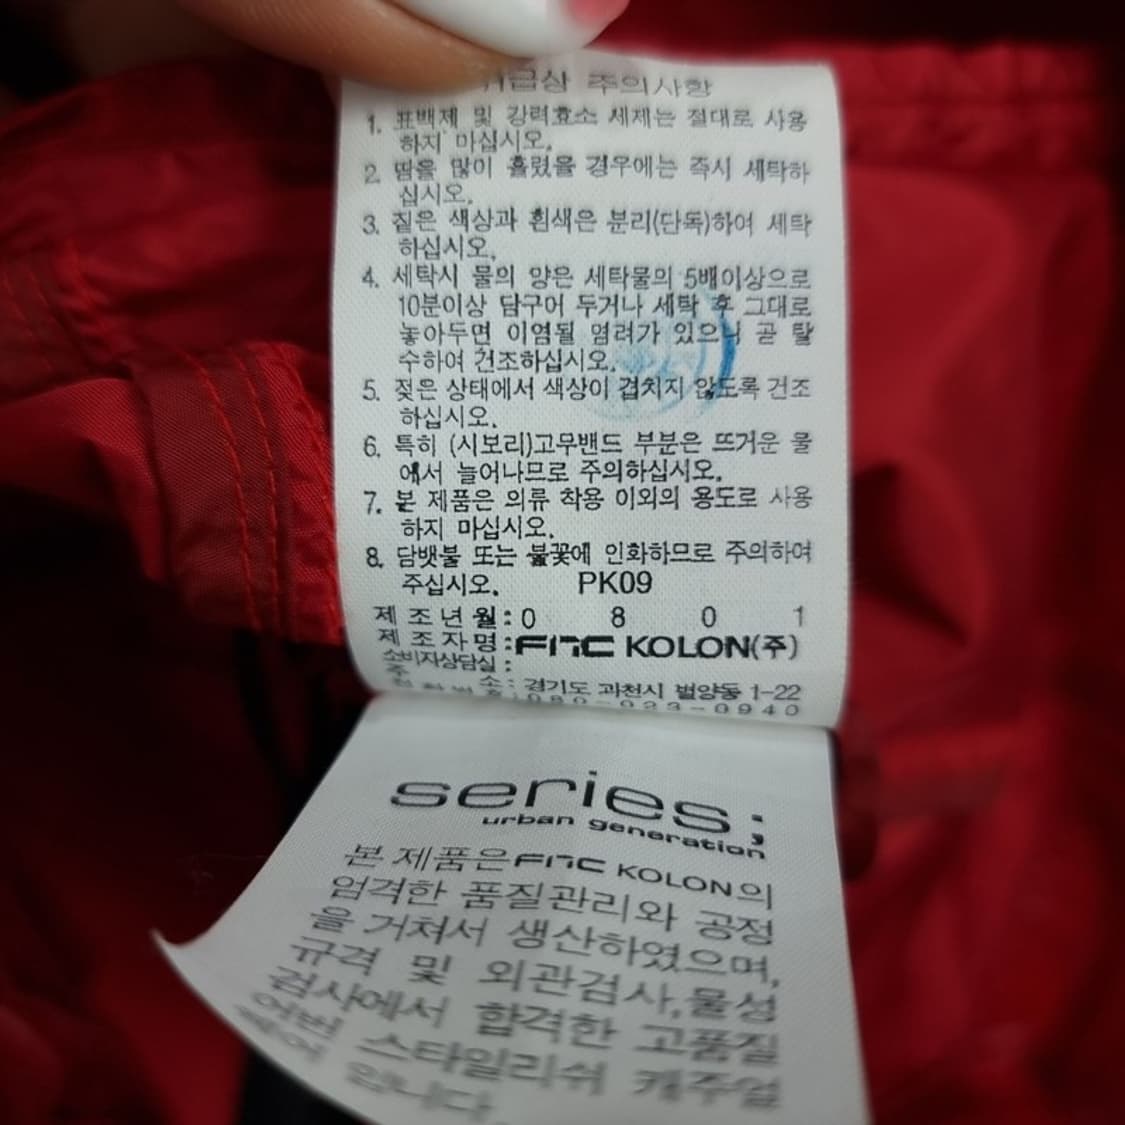 취급상 주의사항
1. 표백제 및 강력효소 세제는 절대로 사용
하지 마십시오.
2. 땀을 많이 흘렸을 경우에는 즉시 세탁하
십시오.
3. 짙은 색상과 흰색은 분리(단독)하여 세탁
하십시오.
4. 세탁시 물의 양은 세탁물의 5배이상으로
10분이상 담구어 두거나 세탁 후 그대로
놓아두면 이염될 염려가 있으니 곧 탈
수하여 건조하십시오.
5. 젖은 상태에서 색상이 겹치지 않도록 건조
하십시오.
6. 특히 (시보리)고무밴드 부분은 뜨거운 물
에서 늘어나므로 주의하십시오.
7. 본 제품은 의류 착용 이외의 용도로 사용
하지 마십시오.
8. 담뱃불 또는 불꽃에 인화하므로 주의하여
주십시오. PK09
제조년월: 0 8 0 1
제조자명: FnC KOLON(주)
소비자상담실:
주 소: 경기도 과천시 별양동 1-22
전화번호: 080-023-0940
series;
urban generation
본 제품은 FnC KOLON의
엄격한 품질관리와 공정
을 거쳐서 생산하였으며,
규격 및 외관검사,물성
검사에서 합격한 고품질
어번 스타일리쉬 캐주얼
웨어 입니다.